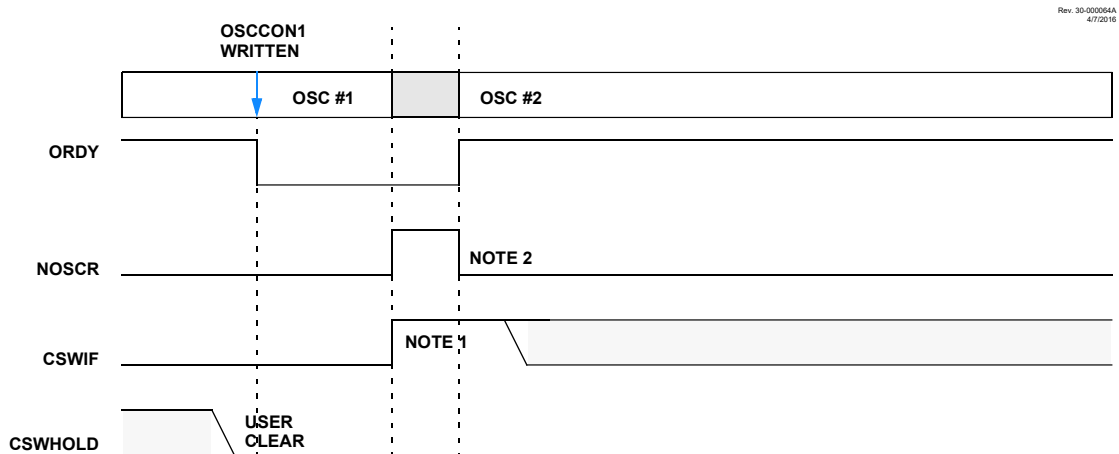 Rev. 30-000064A
4/7/2016
OSCCON1
WRITTEN
OSC #1
OSC #2
ORDY
NOSCR
NOTE 2
CSWIF
NOTE 1
CSWHOLD
USER
CLEAR